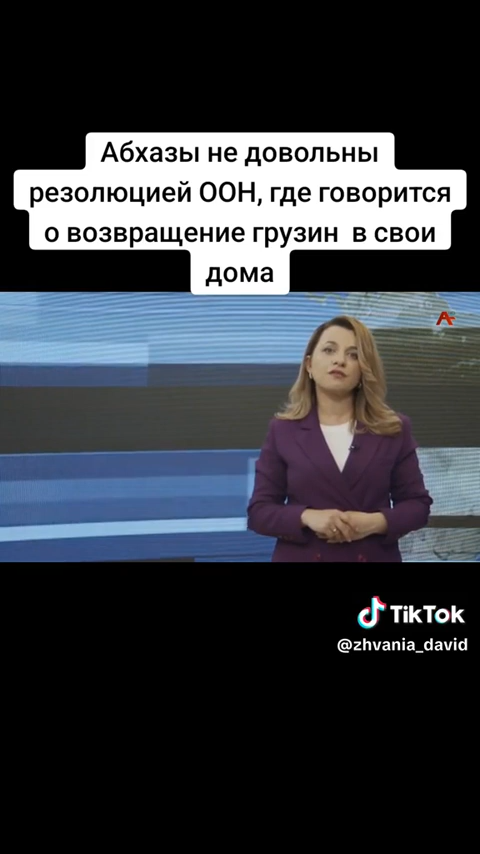 Абхазы не довольны
резолюцией ООН, где говорится
о возвращение грузин в свои
дома
TikTok
@zhvania_david